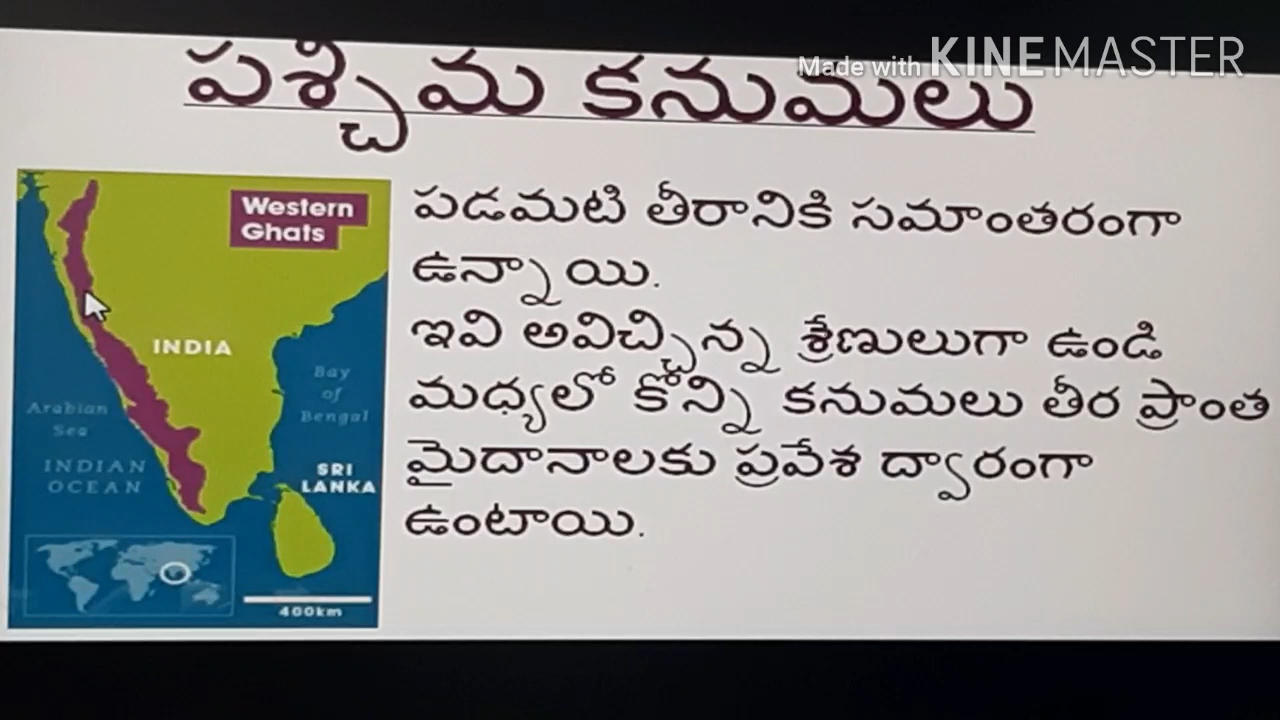 Made with KINEMASTER
పశ్చిమ కనుమలు
Western
Ghats
INDIA
Bay
of
Bengal
Arabian
Sea
INDIAN
OCEAN
SRI
LANKA
400km
పడమటి తీరానికి సమాంతరంగా
ఉన్నాయి.
ఇవి అవిచ్ఛిన్న శ్రేణులుగా ఉండి
మధ్యలో కొన్ని కనుమలు తీర ప్రాంత
మైదానాలకు ప్రవేశ ద్వారంగా
ఉంటాయి.